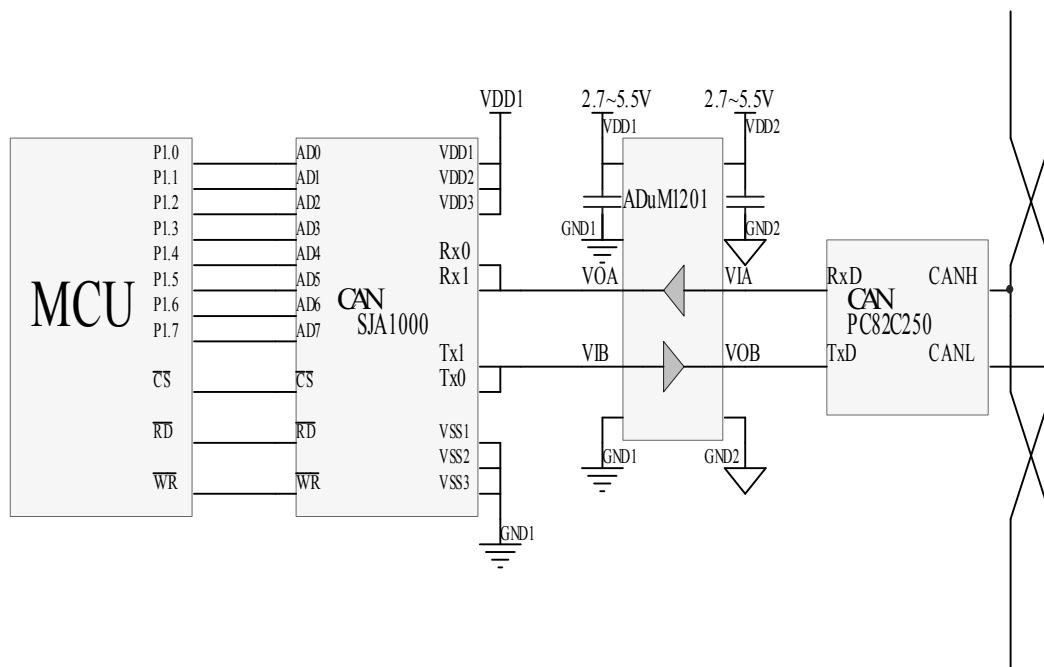 MCU
P1.0
P1.1
P1.2
P1.3
P1.4
P1.5
P1.6
P1.7
CS
RD
WR
AD0
AD1
AD2
AD3
AD4
AD5
AD6
AD7
CS
RD
WR
CAN
SJA1000
VDD1
VDD1
VDD2
VDD3
Rx0
Rx1
Tx1
Tx0
VSS1
VSS2
VSS3
GND1
2.7~5.5V
VDD1
GND1
2.7~5.5V
VDD2
GND2
ADuM1201
VOA
VIA
VIB
VOB
GND1
GND2
RxD
TxD
CAN
PC82C250
CANH
CANL